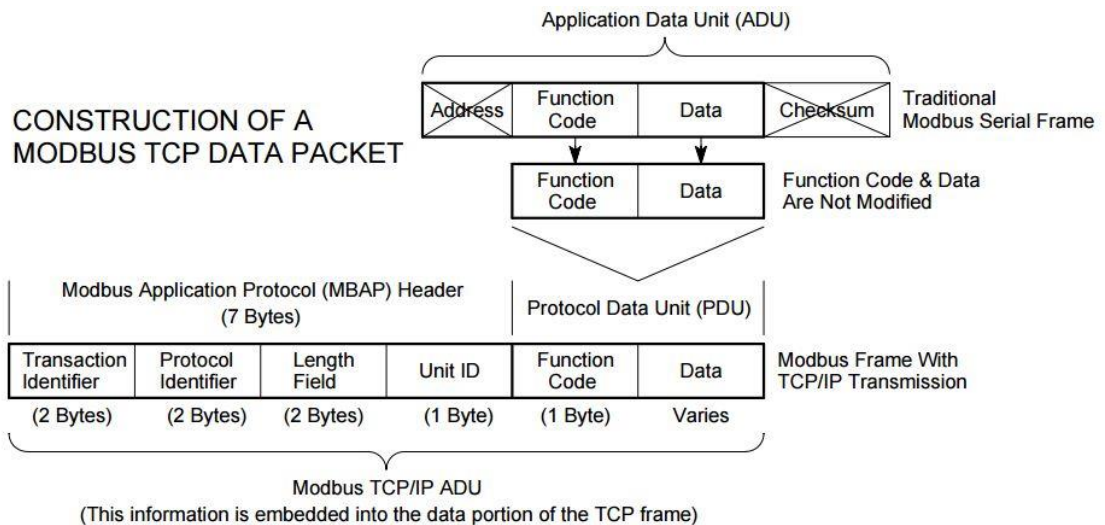 Application Data Unit (ADU)
CONSTRUCTION OF A
MODBUS TCP DATA PACKET
Address
Function
Code
Data
Checksum
Traditional
Modbus Serial Frame
Function
Code
Data
Function Code & Data
Are Not Modified
Modbus Application Protocol (MBAP) Header
(7 Bytes)
Protocol Data Unit (PDU)
Transaction
Identifier
Protocol
Identifier
Length
Field
Unit ID
Function
Code
Data
Modbus Frame With
TCP/IP Transmission
(2 Bytes)
(2 Bytes)
(2 Bytes)
(1 Byte)
(1 Byte)
Varies
Modbus TCP/IP ADU
(This information is embedded into the data portion of the TCP frame)